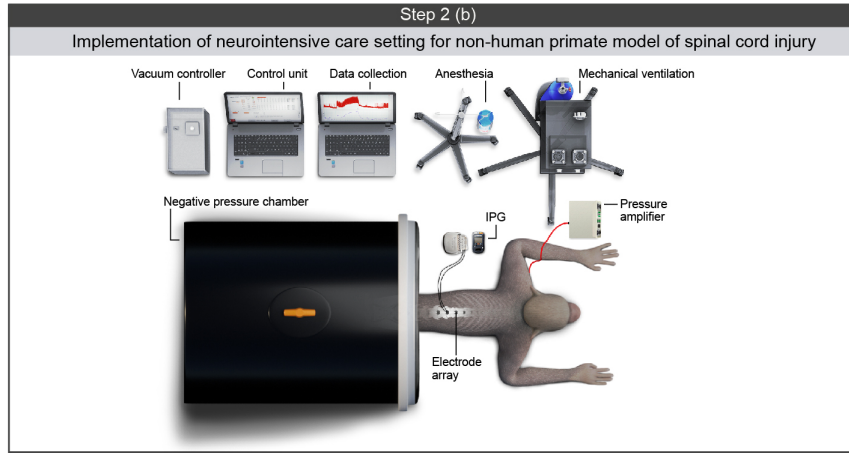 Step 2 (b)
Implementation of neurointensive care setting for non-human primate model of spinal cord injury
Vacuum controller
Control unit
Data collection
Anesthesia
Mechanical ventilation
Negative pressure chamber
IPG
Pressure
amplifier
Electrode
array